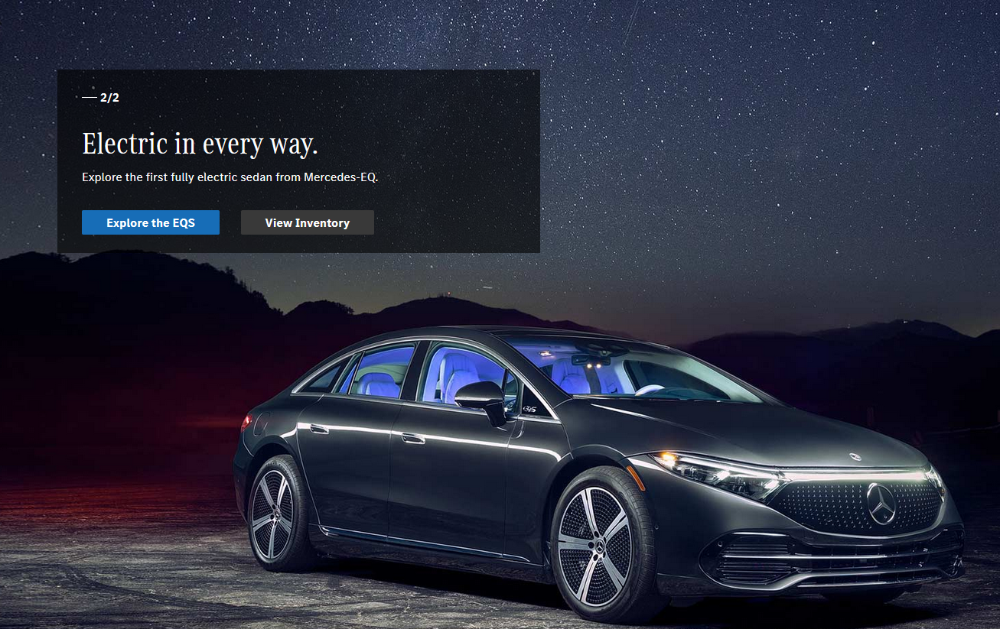 2/2
Electric in every way.
Explore the first fully electric sedan from Mercedes-EQ.
Explore the EQS
View Inventory